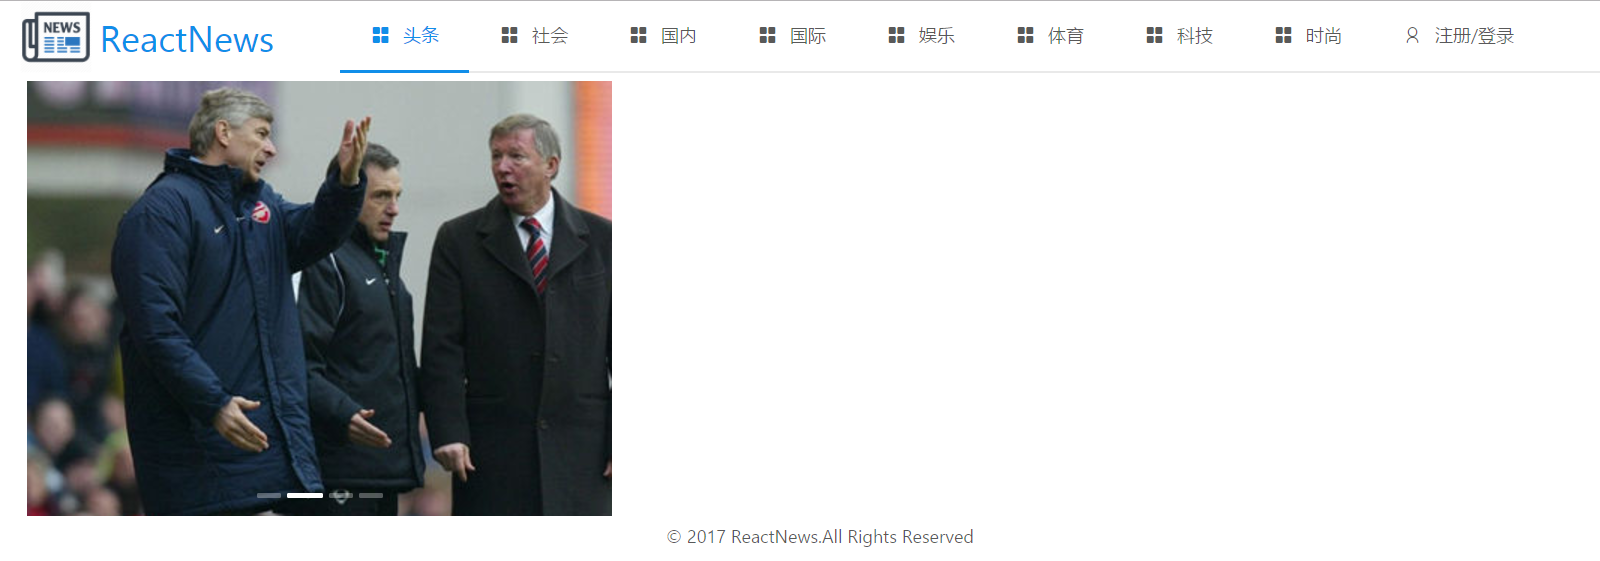 NEWS
ReactNews
头条
社会
国内
国际
娱乐
体育
科技
时尚
注册/登录
© 2017 ReactNews.All Rights Reserved